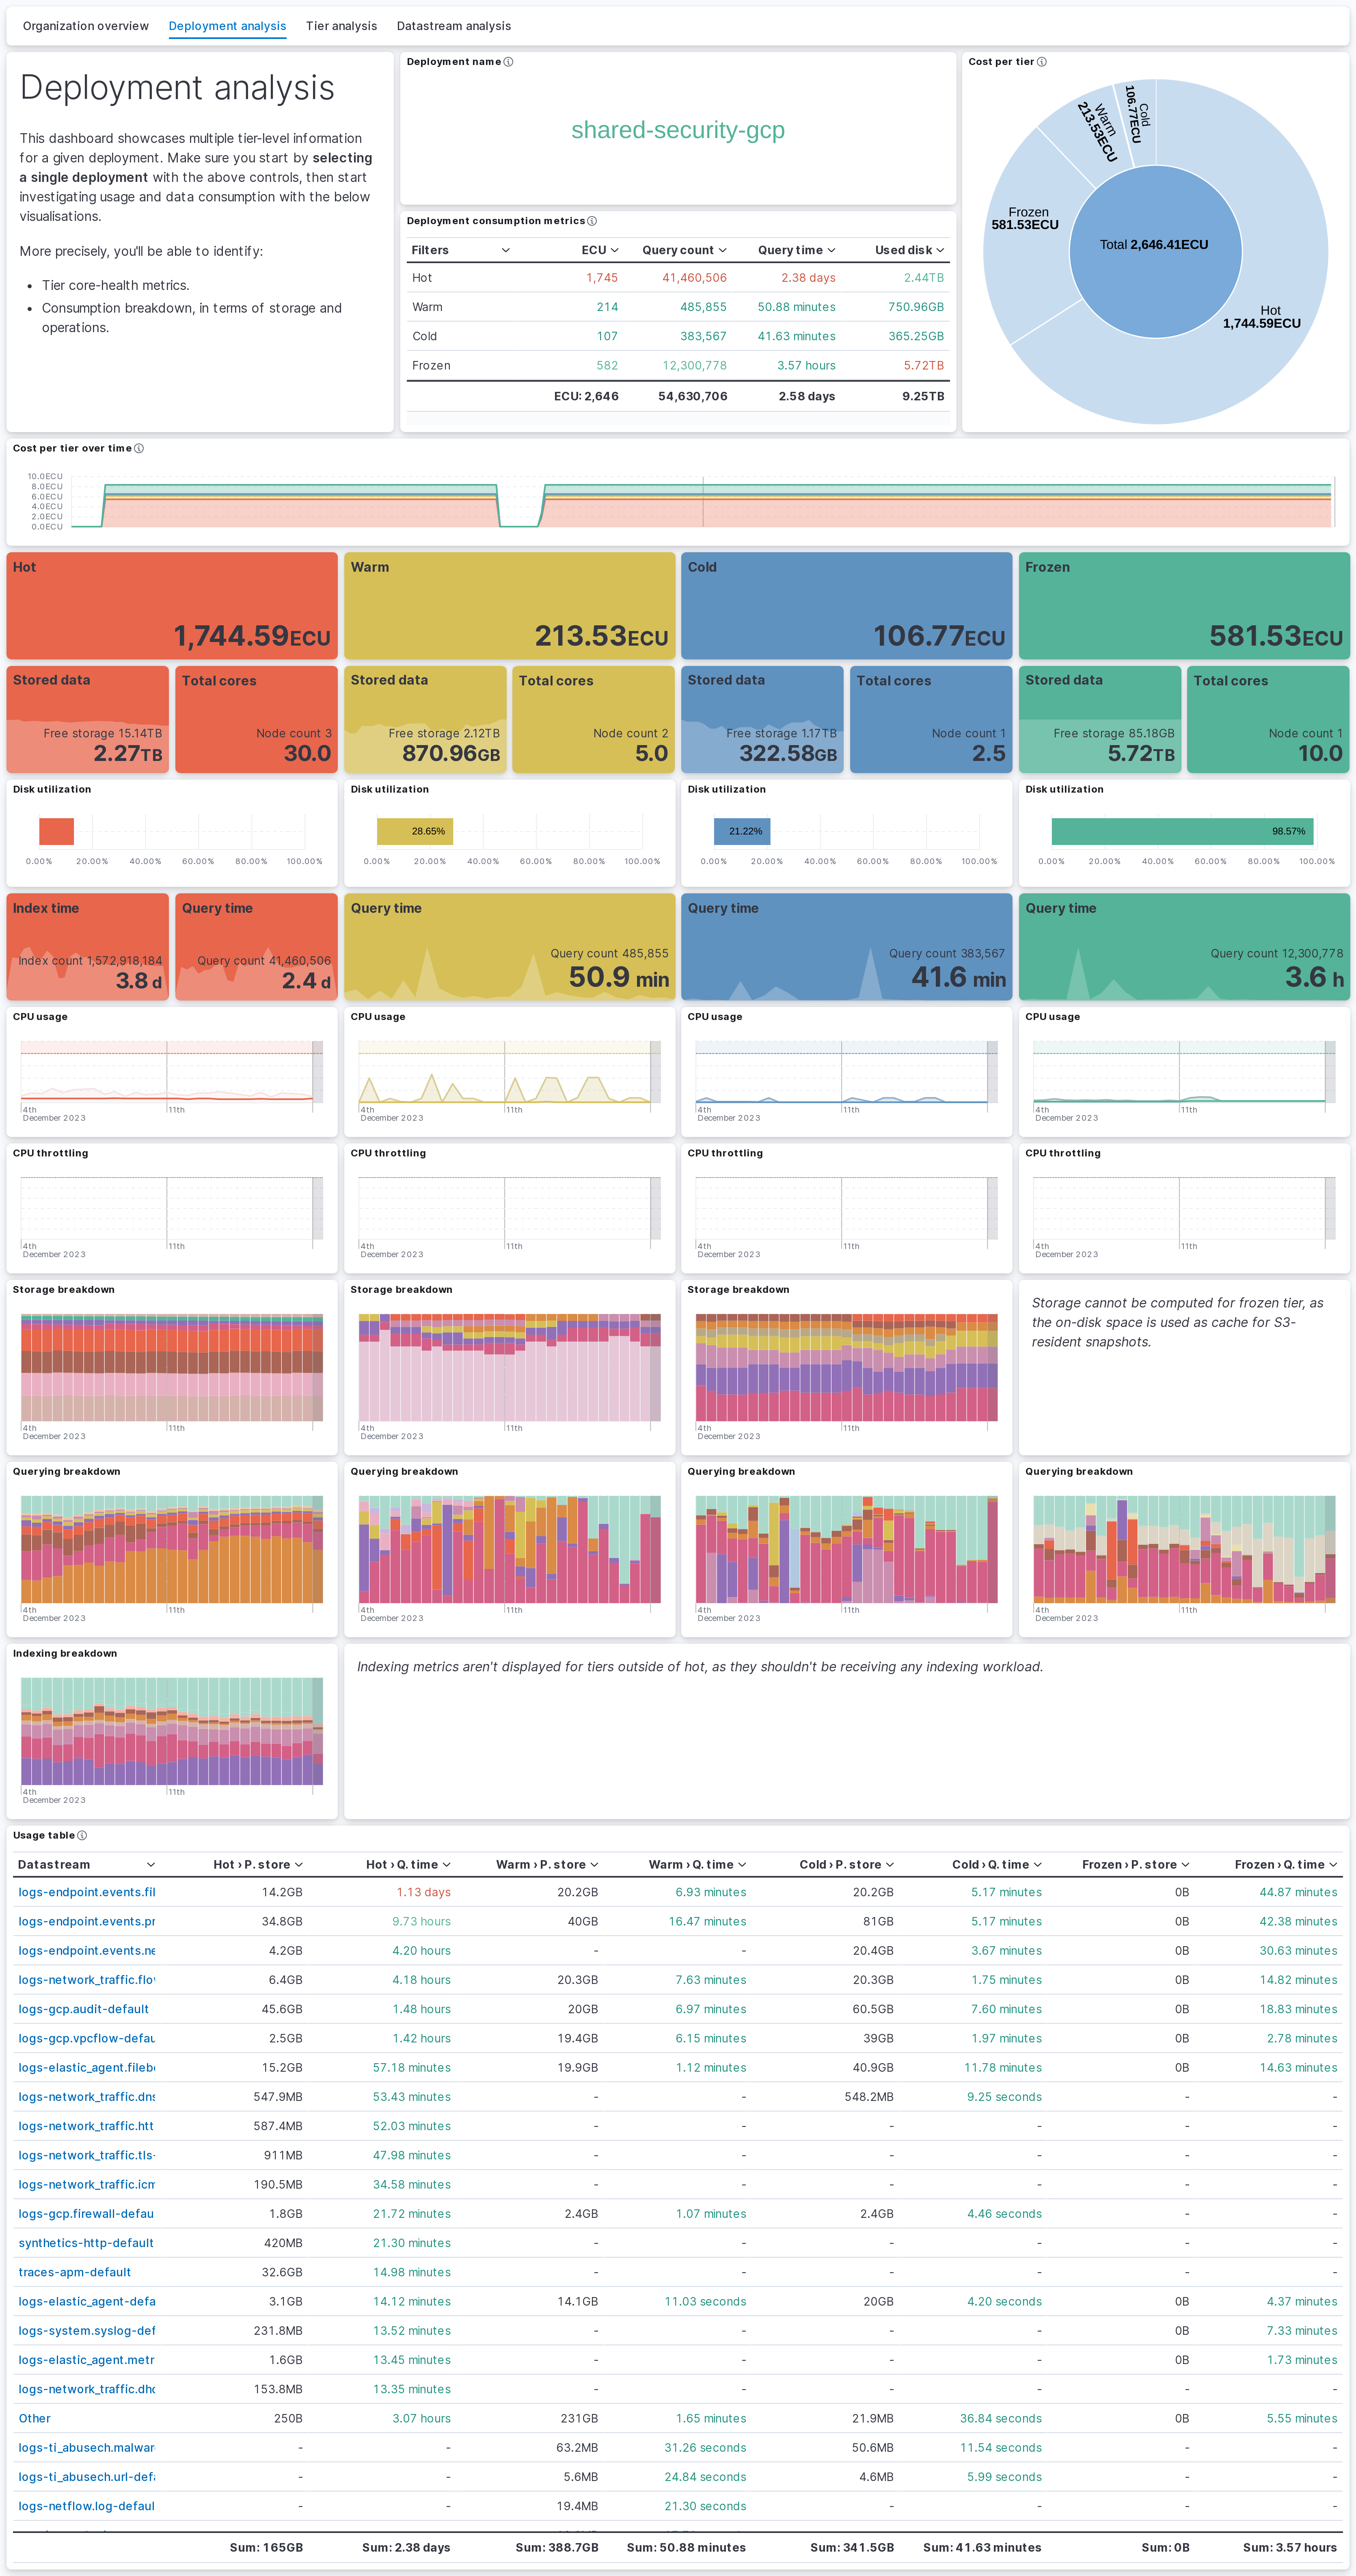 Organization overview Deployment analysis Tier analysis Datastream analysis
Deployment analysis
This dashboard showcases multiple tier-level information
for a given deployment. Make sure you start by selecting
a single deployment with the above controls, then start
investigating usage and data consumption with the below
visualisations.
More precisely, you'll be able to identify:
• Tier core-health metrics.
• Consumption breakdown, in terms of storage and
operations.
Deployment name
shared-security-gcp
Deployment consumption metrics
Filters ECU Query count Query time Used disk
Hot 1,745 41,460,506 2.38 days 2.44TB
Warm 214 485,855 50.88 minutes 750.96GB
Cold 107 383,567 41.63 minutes 365.25GB
Frozen 582 12,300,778 3.57 hours 5.72TB
ECU: 2,646 54,630,706 2.58 days 9.25TB
Cost per tier
Cold
106.77ECU
Warm
213.53ECU
Frozen
581.53ECU
Total 2,646.41ECU
Hot
1,744.59ECU
Cost per tier over time
10.0ECU
8.0ECU
6.0ECU
4.0ECU
2.0ECU
0.0ECU
Hot
1,744.59ECU
Warm
213.53ECU
Cold
106.77ECU
Frozen
581.53ECU
Stored data
Free storage 15.14TB
2.27TB
Total cores
Node count 3
30.0
Stored data
Free storage 2.12TB
870.96GB
Total cores
Node count 2
5.0
Stored data
Free storage 1.17TB
322.58GB
Total cores
Node count 1
2.5
Stored data
Free storage 85.18GB
5.72TB
Total cores
Node count 1
10.0
Disk utilization
0.00% 20.00% 40.00% 60.00% 80.00% 100.00%
Disk utilization
28.65%
0.00% 20.00% 40.00% 60.00% 80.00% 100.00%
Disk utilization
21.22%
0.00% 20.00% 40.00% 60.00% 80.00% 100.00%
Disk utilization
98.57%
0.00% 20.00% 40.00% 60.00% 80.00% 100.00%
Index time
Index count 1,572,918,184
3.8 d
Query time
Query count 41,460,506
2.4 d
Query time
Query count 485,855
50.9 min
Query time
Query count 383,567
41.6 min
Query time
Query count 12,300,778
3.6 h
CPU usage
4th 11th
December 2023
CPU usage
4th 11th
December 2023
CPU usage
4th 11th
December 2023
CPU usage
4th 11th
December 2023
CPU throttling
4th 11th
December 2023
CPU throttling
4th 11th
December 2023
CPU throttling
4th 11th
December 2023
CPU throttling
4th 11th
December 2023
Storage breakdown
4th 11th
December 2023
Storage breakdown
4th 11th
December 2023
Storage breakdown
4th 11th
December 2023
Storage cannot be computed for frozen tier, as
the on-disk space is used as cache for S3-
resident snapshots.
Querying breakdown
4th 11th
December 2023
Querying breakdown
4th 11th
December 2023
Querying breakdown
4th 11th
December 2023
Querying breakdown
4th 11th
December 2023
Indexing breakdown
4th 11th
December 2023
Indexing metrics aren't displayed for tiers outside of hot, as they shouldn't be receiving any indexing workload.
Usage table
Datastream Hot › P. store Hot › Q. time Warm › P. store Warm › Q. time Cold › P. store Cold › Q. time Frozen › P. store Frozen › Q. time
logs-endpoint.events.fil 14.2GB 1.13 days 20.2GB 6.93 minutes 20.2GB 5.17 minutes 0B 44.87 minutes
logs-endpoint.events.pr 34.8GB 9.73 hours 40GB 16.47 minutes 81GB 5.17 minutes 0B 42.38 minutes
logs-endpoint.events.ne 4.2GB 4.20 hours - - 20.4GB 3.67 minutes 0B 30.63 minutes
logs-network_traffic.flo 6.4GB 4.18 hours 20.3GB 7.63 minutes 20.3GB 1.75 minutes 0B 14.82 minutes
logs-gcp.audit-default 45.6GB 1.48 hours 20GB 6.97 minutes 60.5GB 7.60 minutes 0B 18.83 minutes
logs-gcp.vpcflow-defau 2.5GB 1.42 hours 19.4GB 6.15 minutes 39GB 1.97 minutes 0B 2.78 minutes
logs-elastic_agent.fileb 15.2GB 57.18 minutes 19.9GB 1.12 minutes 40.9GB 11.78 minutes 0B 14.63 minutes
logs-network_traffic.dns 547.9MB 53.43 minutes - - 548.2MB 9.25 seconds - -
logs-network_traffic.htt 587.4MB 52.03 minutes - - - - - -
logs-network_traffic.tls- 911MB 47.98 minutes - - - - - -
logs-network_traffic.icm 190.5MB 34.58 minutes - - - - - -
logs-gcp.firewall-defau 1.8GB 21.72 minutes 2.4GB 1.07 minutes 2.4GB 4.46 seconds - -
synthetics-http-default 420MB 21.30 minutes - - - - - -
traces-apm-default 32.6GB 14.98 minutes - - - - - -
logs-elastic_agent-defa 3.1GB 14.12 minutes 14.1GB 11.03 seconds 20GB 4.20 seconds 0B 4.37 minutes
logs-system.syslog-def 231.8MB 13.52 minutes - - - - 0B 7.33 minutes
logs-elastic_agent.metr 1.6GB 13.45 minutes - - - - 0B 1.73 minutes
logs-network_traffic.dhc 153.8MB 13.35 minutes - - - - - -
Other 250B 3.07 hours 231GB 1.65 minutes 21.9MB 36.84 seconds 0B 5.55 minutes
logs-ti_abusech.malwar - - 63.2MB 31.26 seconds 50.6MB 11.54 seconds - -
logs-ti_abusech.url-defa - - 5.6MB 24.84 seconds 4.6MB 5.99 seconds - -
logs-netflow.log-defaul - - 19.4MB 21.30 seconds - - - -
Sum: 165GB Sum: 2.38 days Sum: 388.7GB Sum: 50.88 minutes Sum: 341.5GB Sum: 41.63 minutes Sum: 0B Sum: 3.57 hours